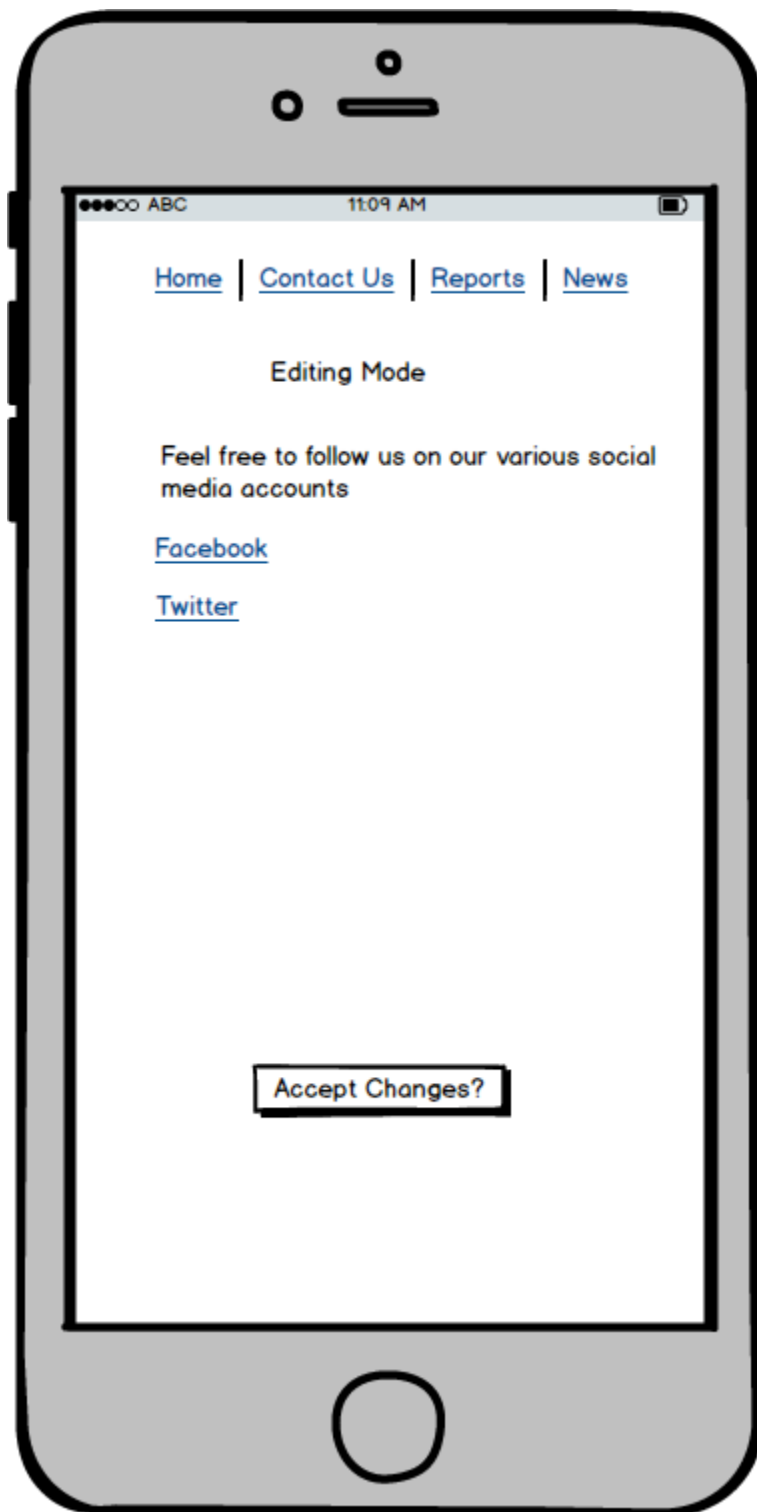 ABC 11:09 AM
Home Contact Us Reports News
Editing Mode
Feel free to follow us on our various social
media accounts
Facebook
Twitter
Accept Changes?